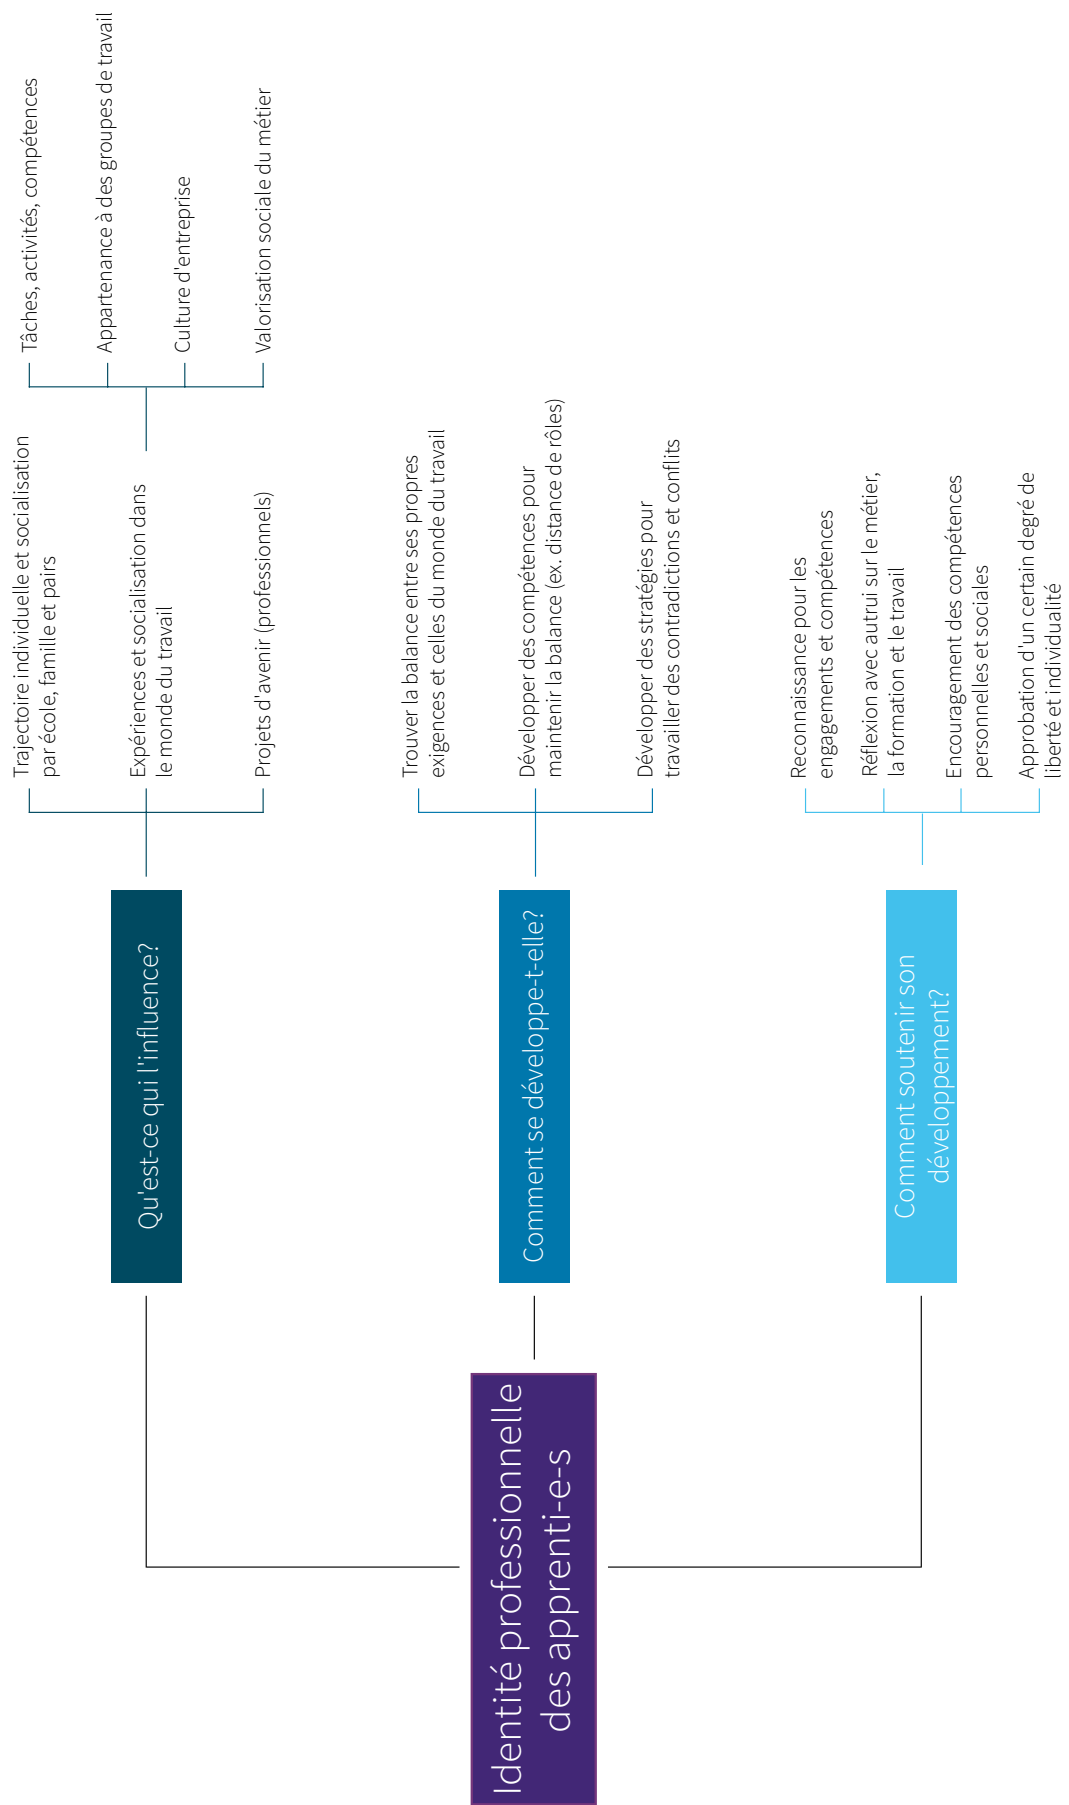 Identité professionnelle
des apprenti-e-s
Qu'est-ce qui l'influence?
Trajectoire individuelle et socialisation
par école, famille et pairs
Expériences et socialisation dans
le monde du travail
Tâches, activités, compétences
Appartenance à des groupes de travail
Culture d'entreprise
Valorisation sociale du métier
Projets d'avenir (professionnels)
Comment se développe-t-elle?
Trouver la balance entre ses propres
exigences et celles du monde du travail
Développer des compétences pour
maintenir la balance (ex. distance de rôles)
Développer des stratégies pour
travailler des contradictions et conflits
Comment soutenir son
développement?
Reconnaissance pour les
engagements et compétences
Réflexion avec autrui sur le métier,
la formation et le travail
Encouragement des compétences
personnelles et sociales
Approbation d'un certain degré de
liberté et individualité